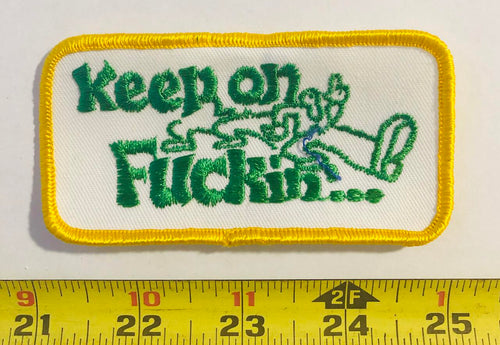 Keep on
Fuckin....
9 10 11 2F 1
21 22 23 24 25